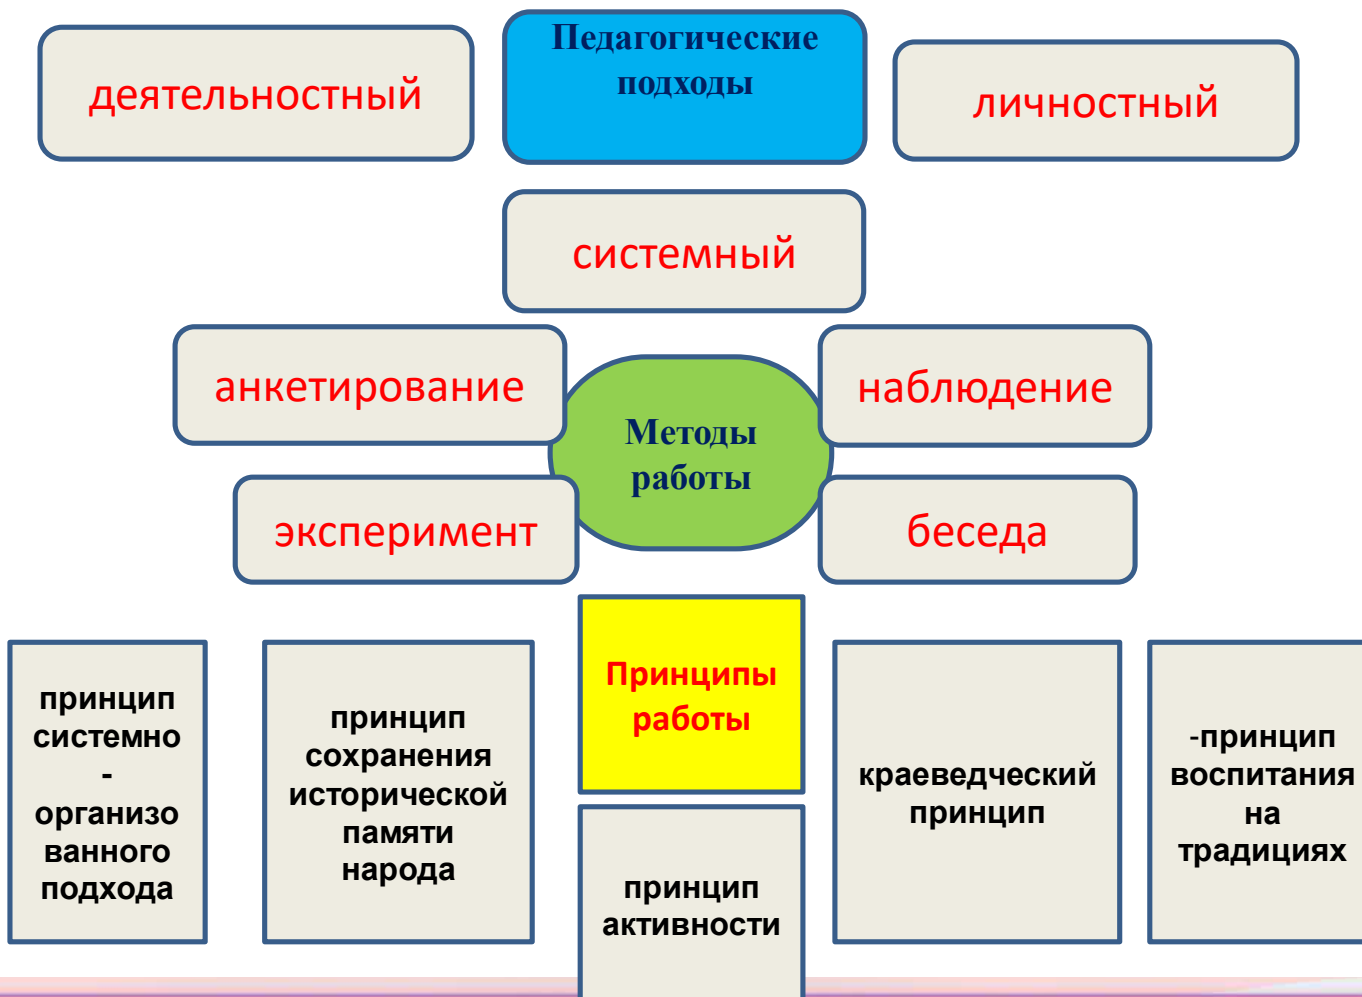 деятельностный
Педагогические
подходы
личностный
системный
анкетирование
наблюдение
Методы
работы
эксперимент
беседа
Принципы
работы
принцип
системно
-
организо
ванного
подхода
принцип
сохранения
исторической
памяти
народа
принцип
активности
краеведческий
принцип
-принцип
воспитания
на
традициях